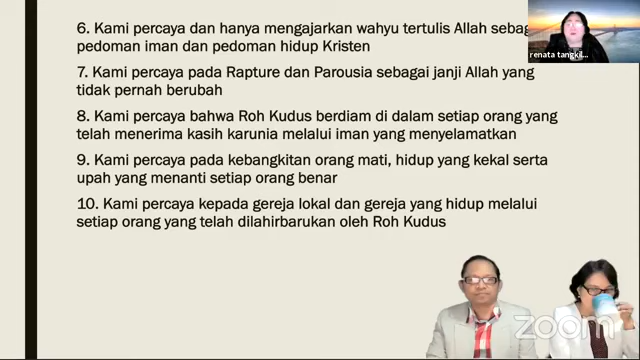 6. Kami percaya dan hanya mengajarkan wahyu tertulis Allah
pedoman iman dan pedoman hidup Kristen
renata tangkil...
7. Kami percaya pada Rapture dan Parousia sebagai janji Allah yang
tidak pernah berubah
8. Kami percaya bahwa Roh Kudus berdiam di dalam setiap orang yang
telah menerima kasih karunia melalui iman yang menyelamatkan
9. Kami percaya pada kebangkitan orang mati, hidup yang kekal serta
upah yang menanti setiap orang benar
10. Kami percaya kepada gereja lokal dan gereja yang hidup melalui
setiap orang yang telah dilahirbarukan oleh Roh Kudus
zoom